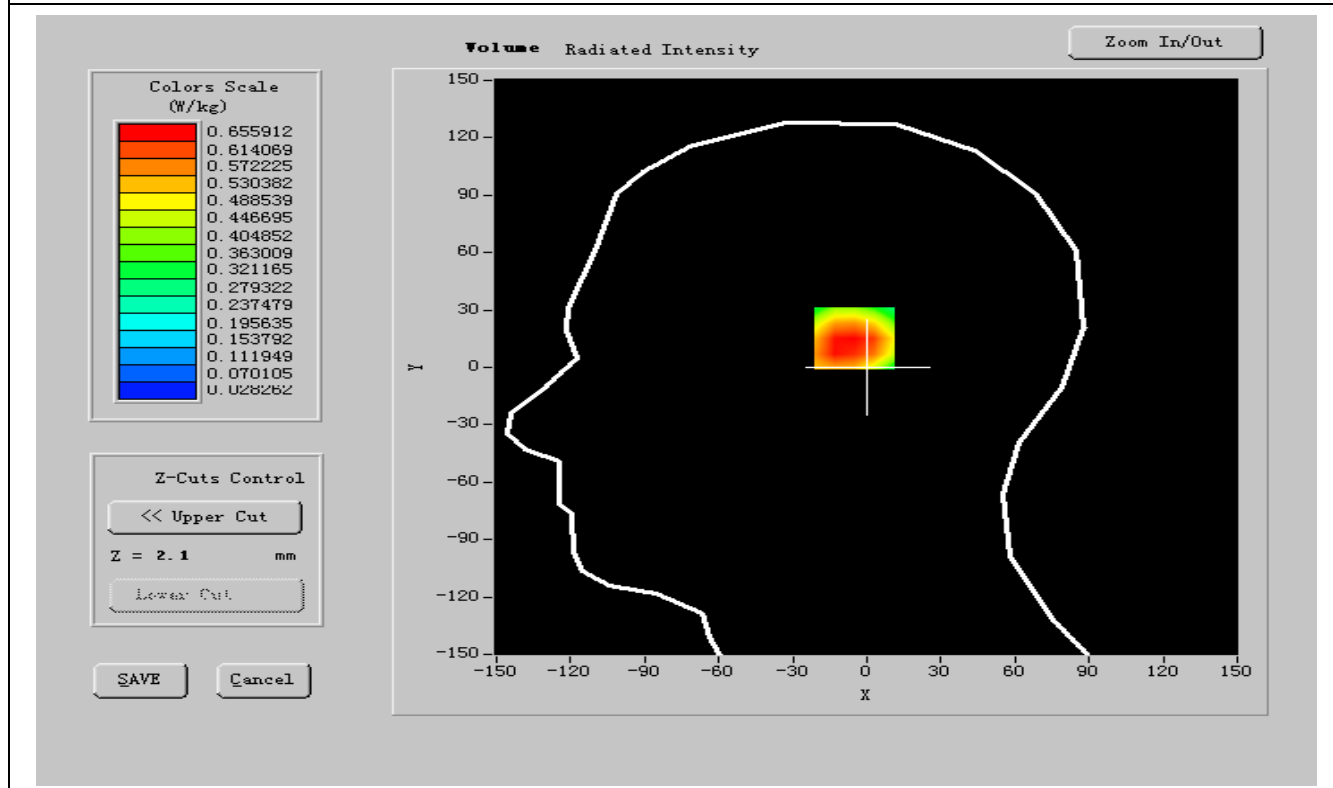 Volume Radiated Intensity
Zoom In/Out
Colors Scale
(W/kg)
0.655912
0.614069
0.572225
0.530382
0.488539
0.446695
0.404852
0.363009
0.321165
0.279322
0.237479
0.195635
0.153792
0.111949
0.070105
0.028262
Z-Cuts Control
<< Upper Cut
Z = 2.1 mm
Lower Cut
SAVE
Cancel
150
120
90
60
30
0
-30
-60
-90
-120
-150
Y
-150 -120 -90 -60 -30 0 30 60 90 120 150
X